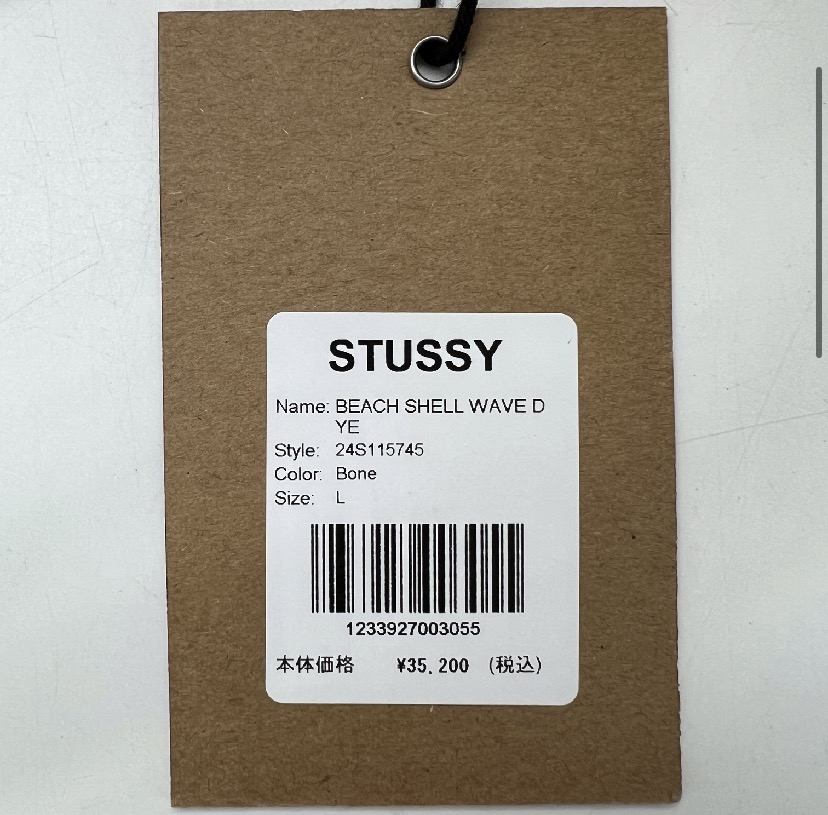 STUSSY
Name: BEACH SHELL WAVE D
YE
Style: 24S115745
Color: Bone
Size: L
1233927003055
本体価格 ¥35,200 (税込)